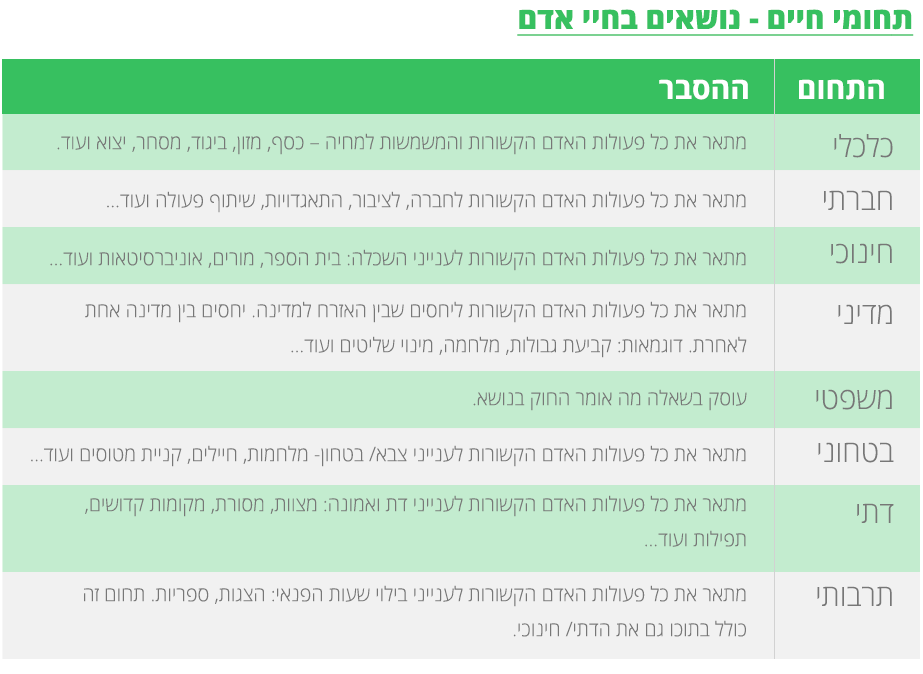 תחומי חיים - נושאים בחיי אדם
התחום ההסבר
כלכלי מתאר את כל פעולות האדם הקשורות והמשמשות למחיה – כסף, מזון, ביגוד, מסחר, יצוא ועוד.
חברתי מתאר את כל פעולות האדם הקשורות לחברה, לציבור, התאגדויות, שיתוף פעולה ועוד...
חינוכי מתאר את כל פעולות האדם הקשורות לענייני השכלה: בית הספר, מורים, אוניברסיטאות ועוד...
מדיני מתאר את כל פעולות האדם הקשורות ליחסים שבין האזרח למדינה. יחסים בין מדינה אחת
לאחרת. דוגמאות: קביעת גבולות, מלחמה, מינוי שליטים ועוד...
משפטי עוסק בשאלה מה אומר החוק בנושא.
בטחוני מתאר את כל פעולות האדם הקשורות לענייני צבא/ בטחון- מלחמות, חיילים, קניית מטוסים ועוד...
דתי מתאר את כל פעולות האדם הקשורות לענייני דת ואמונה: מצוות, מסורת, מקומות קדושים,
תפילות ועוד...
תרבותי מתאר את כל פעולות האדם הקשורות לענייני בילוי שעות הפנאי: הצגות, ספריות. תחום זה
כולל בתוכו גם את הדתי/ חינוכי.